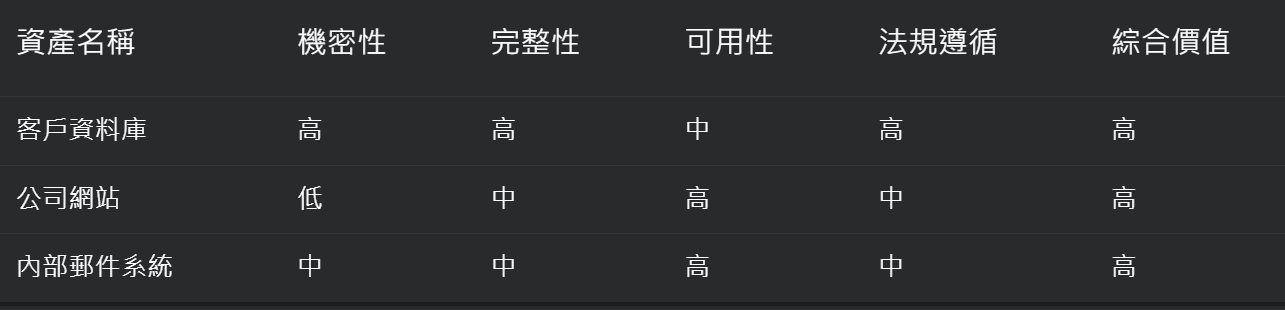 資產名稱 機密性 完整性 可用性 法規遵循 綜合價值
客戶資料庫 高 高 中 高 高
公司網站 低 中 高 中 高
內部郵件系統 中 中 高 中 高